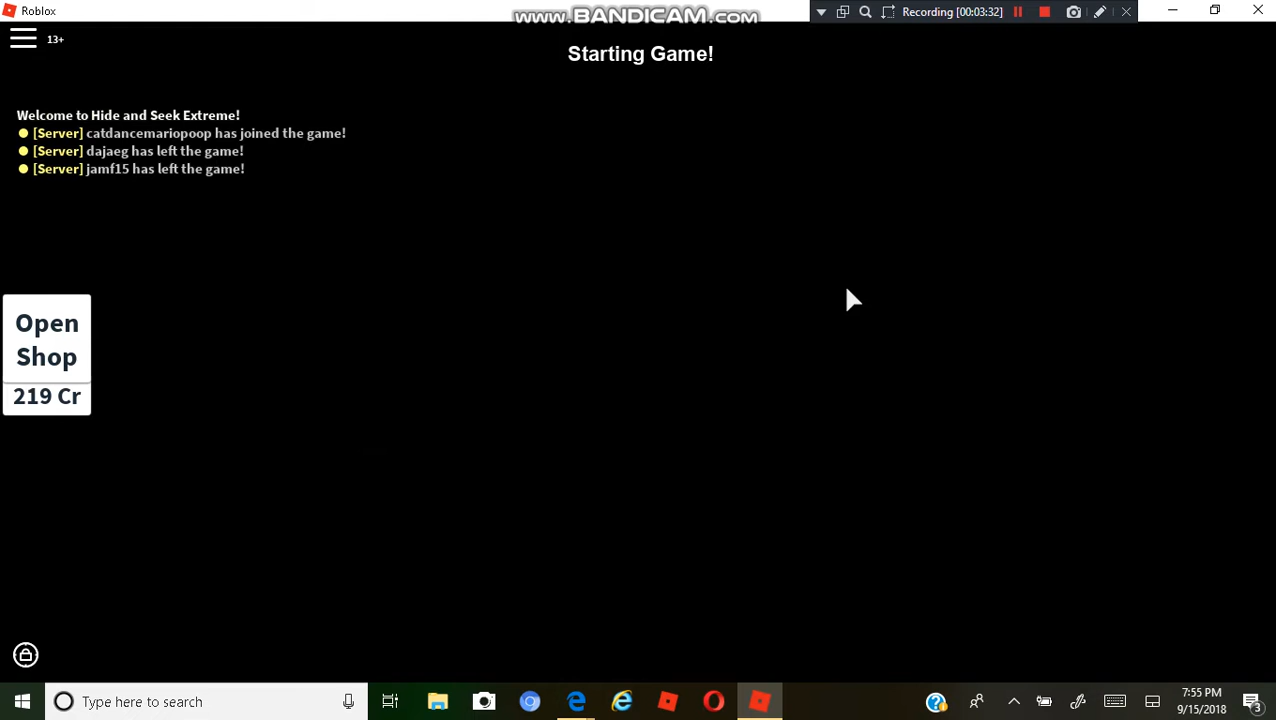 Roblox
www.BANDICAM.com
Recording [00:03:32]
13+
Starting Game!
Welcome to Hide and Seek Extreme!
[Server] catdancemariopoop has joined the game!
[Server] dajaeg has left the game!
[Server] jamf15 has left the game!
Open
Shop
219 Cr
Type here to search
7:55 PM
9/15/2018
3